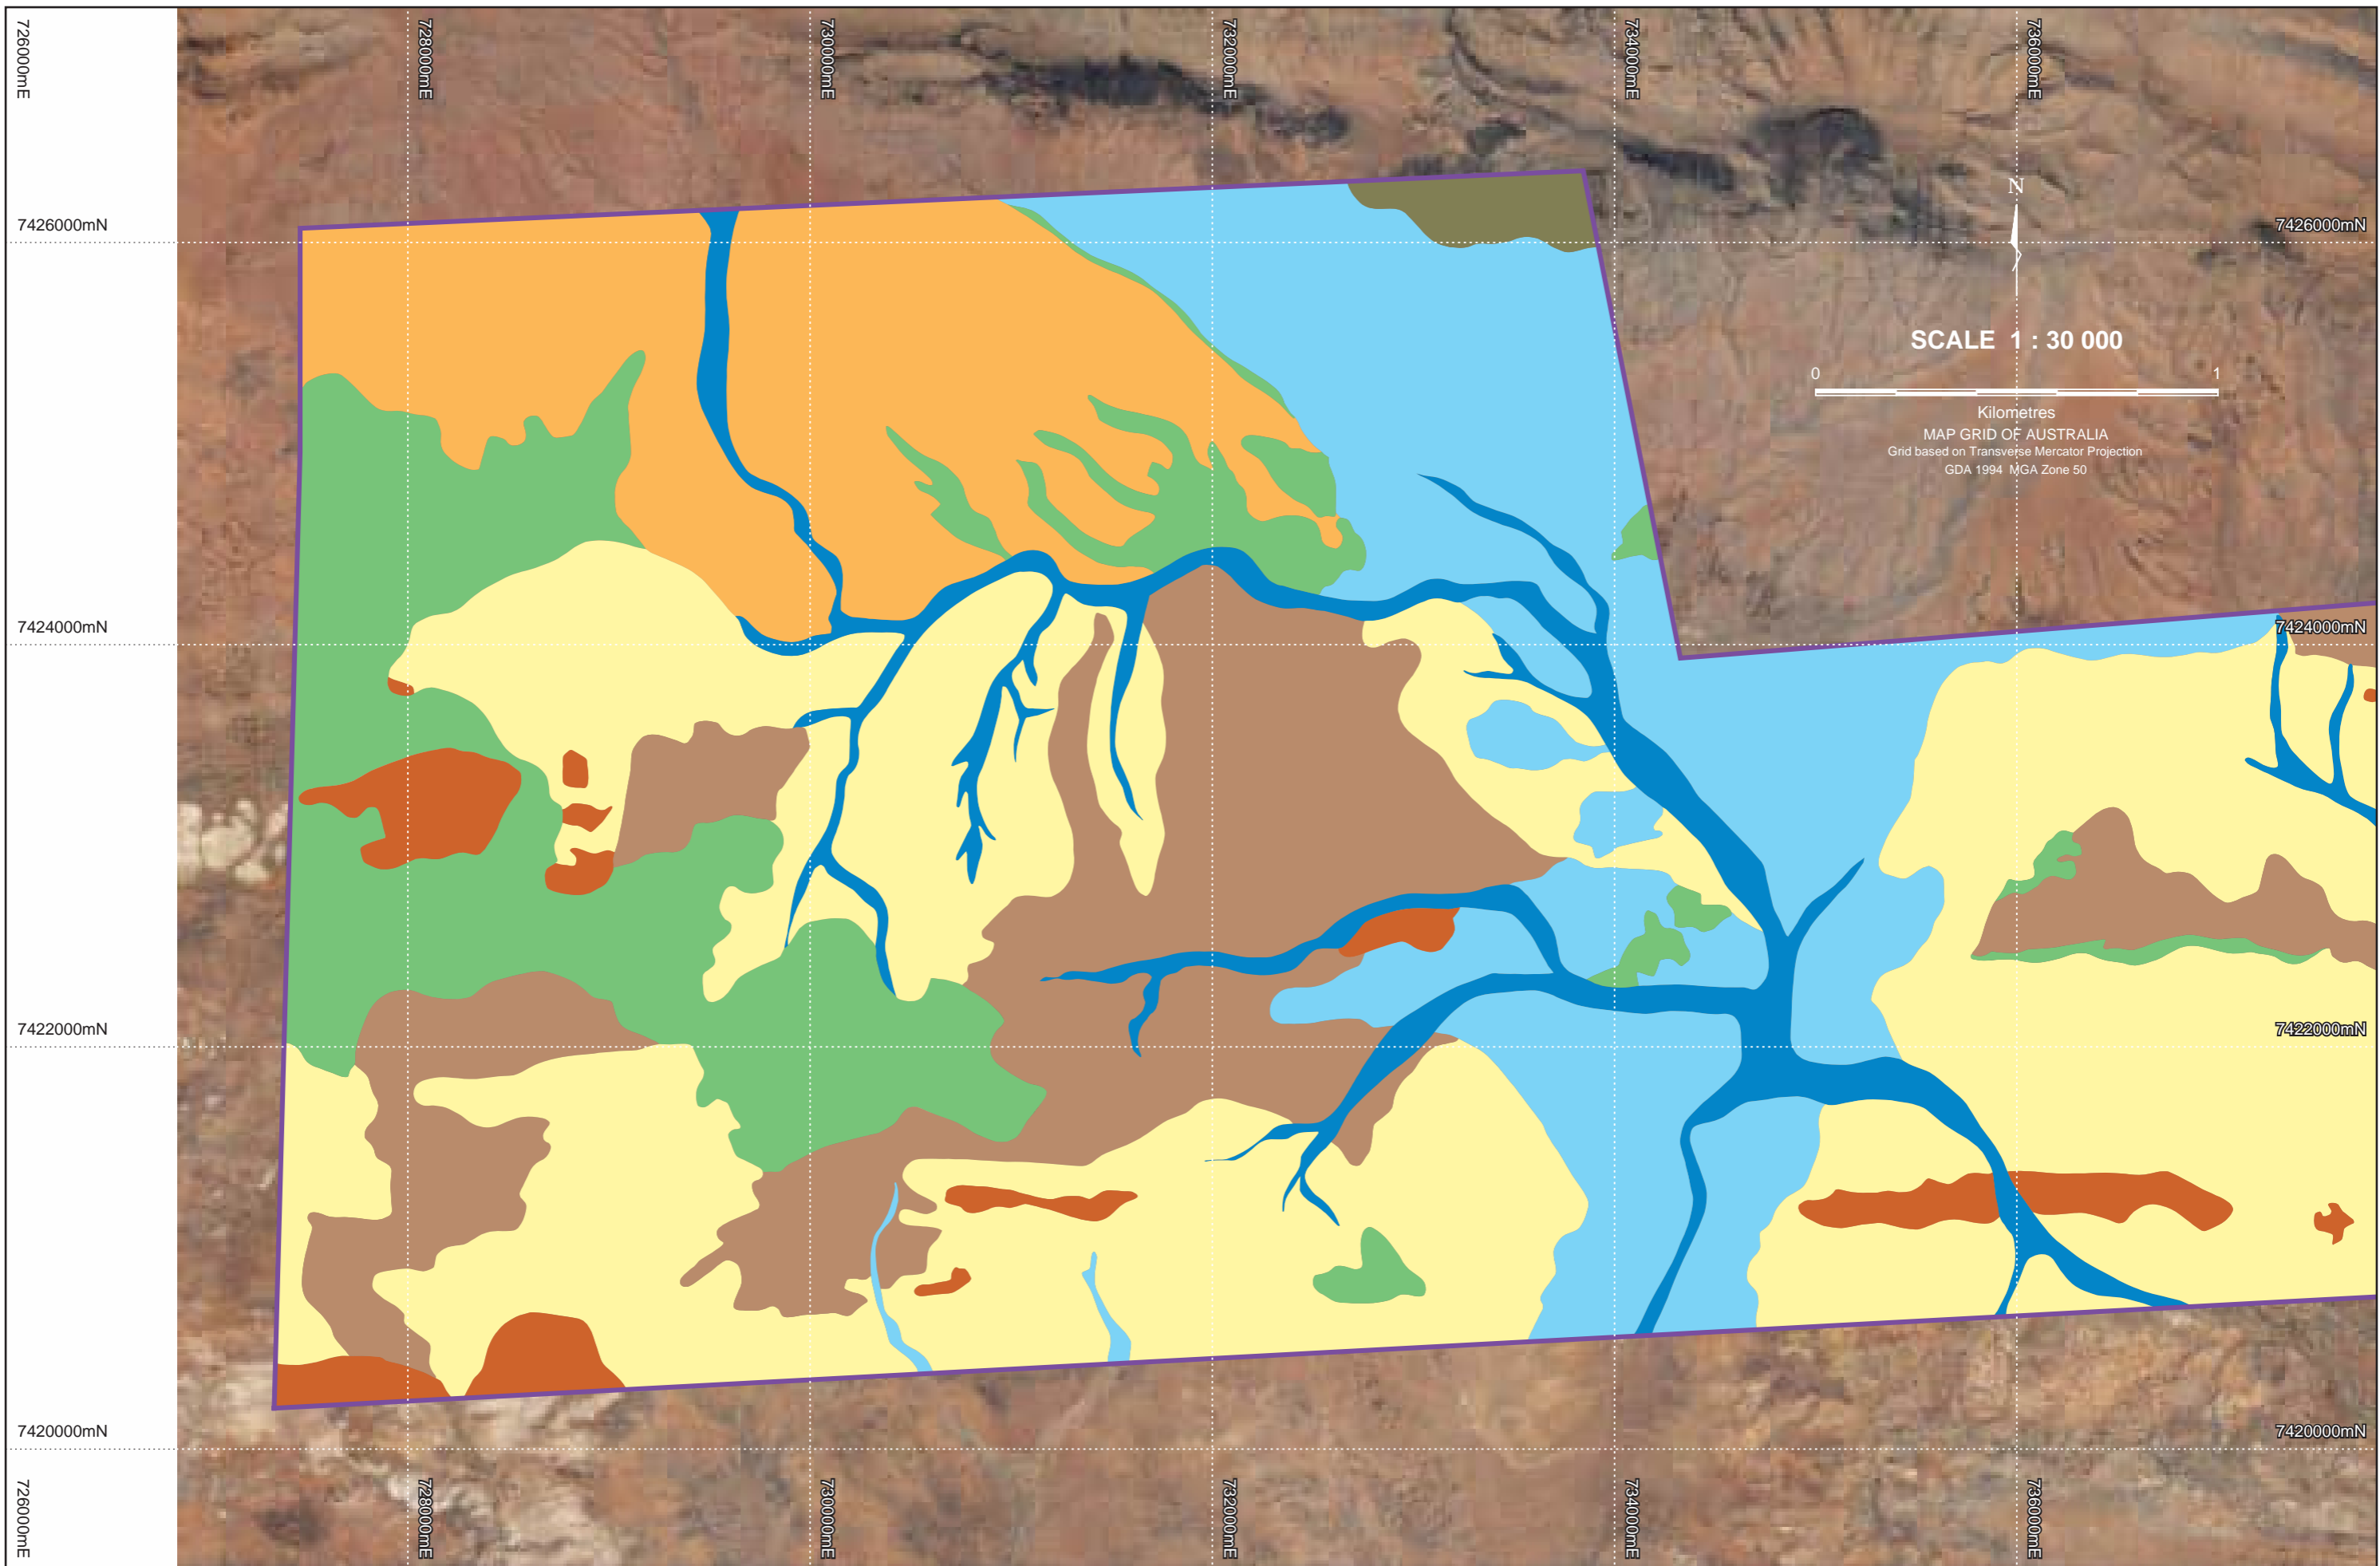 726000mE
728000mE
730000mE
732000mE
734000mE
736000mE
N
7426000mN
7426000mN
SCALE 1 : 30 000
0
1
Kilometres
MAP GRID OF AUSTRALIA
Grid based on Transverse Mercator Projection
GDA 1994 MGA Zone 50
7424000mN
7424000mN
7422000mN
7422000mN
7420000mN
7420000mN
726000mE
728000mE
730000mE
732000mE
734000mE
736000mE